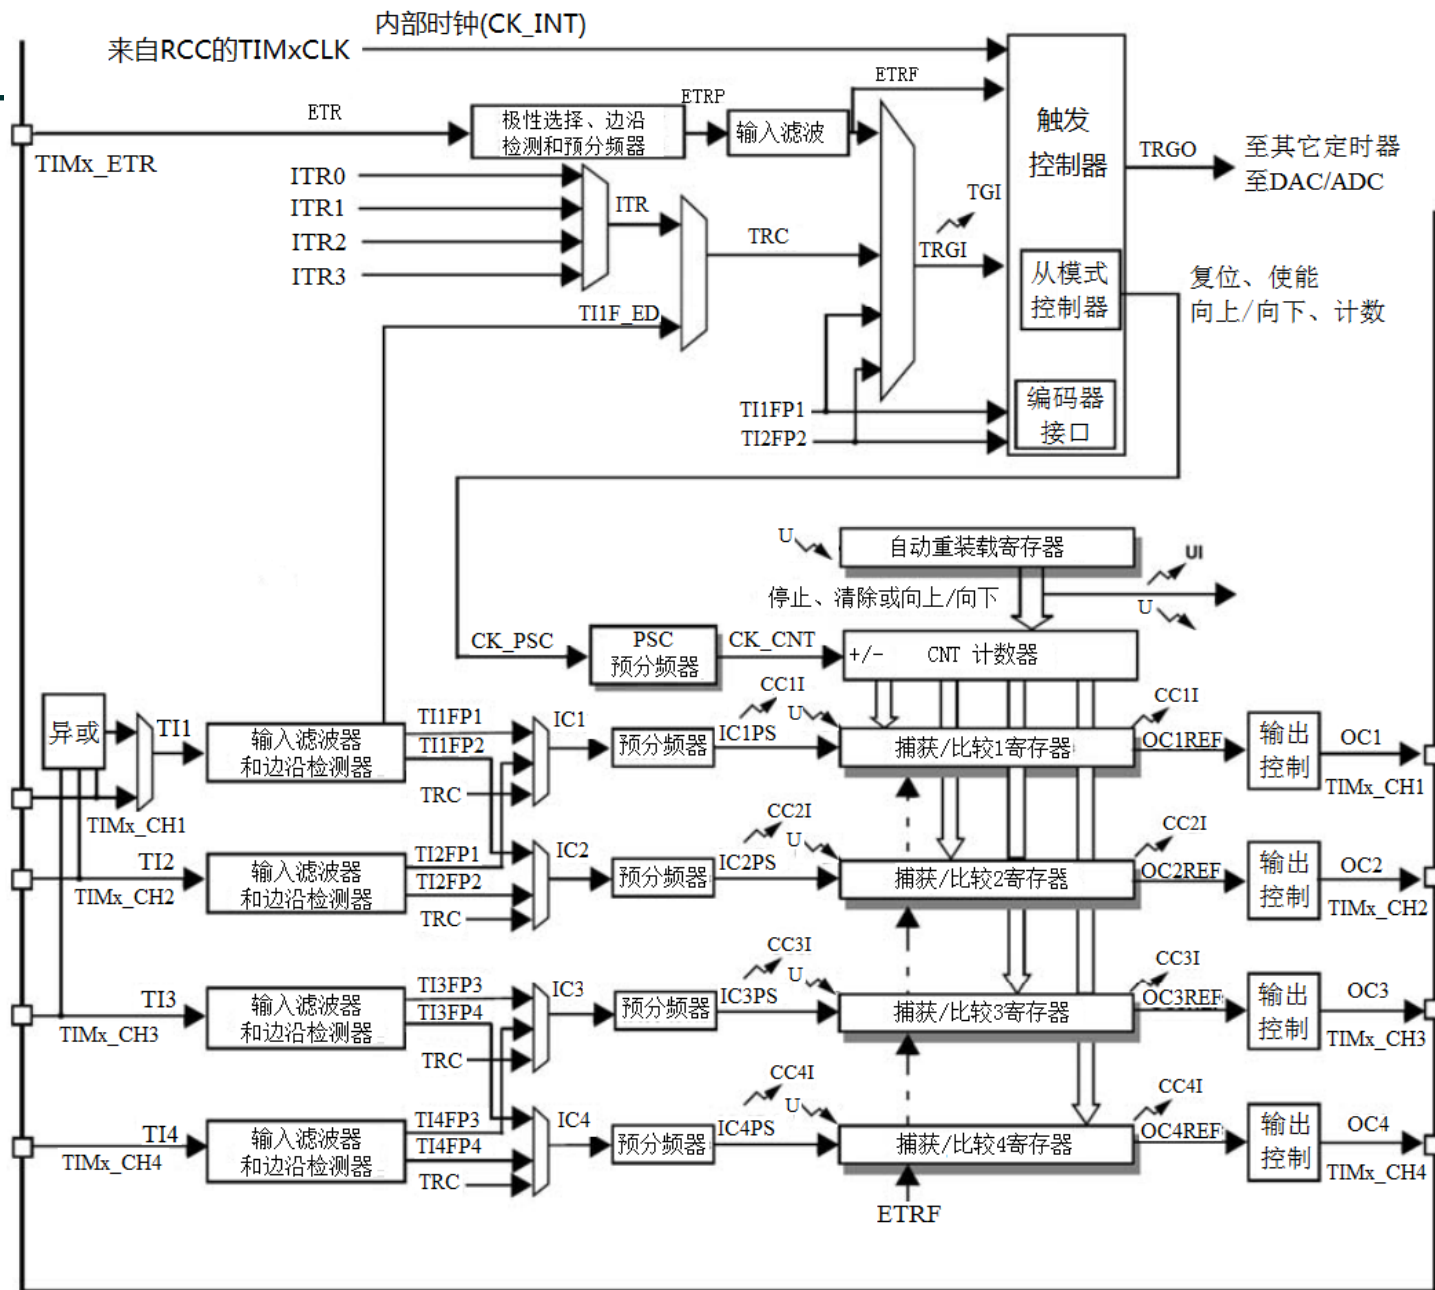 内部时钟(CK_INT)
来自RCC的TIMxCLK
ETRF
ETR
ETRP
极性选择、边沿
检测和预分频器
输入滤波
触发
控制器
TRGO
至其它定时器
至DAC/ADC
TIMx_ETR
ITR0
ITR1
ITR2
ITR3
ITR
TRC
TGI
TRGI
TI1F_ED
从模式
控制器
复位、使能
向上/向下、计数
TI1FP1
TI2FP2
编码器
接口
U
自动重装载寄存器
UI
停止、清除或向上/向下
U
CK_PSC
PSC
预分频器
CK_CNT
+/-
CNT 计数器
异或
TI1
输入滤波器
和边沿检测器
TI1FP1
TI1FP2
TRC
IC1
预分频器
IC1PS
CC1I
U
捕获/比较1寄存器
CC1I
OC1REF
输出
控制
OC1
TIMx_CH1
TIMx_CH1
TI2
TIMx_CH2
输入滤波器
和边沿检测器
TI2FP1
TI2FP2
TRC
IC2
预分频器
IC2PS
CC2I
U
捕获/比较2寄存器
CC2I
OC2REF
输出
控制
OC2
TIMx_CH2
TI3
TIMx_CH3
输入滤波器
和边沿检测器
TI3FP3
TI3FP4
TRC
IC3
预分频器
IC3PS
CC3I
U
捕获/比较3寄存器
CC3I
OC3REF
输出
控制
OC3
TIMx_CH3
TI4
TIMx_CH4
输入滤波器
和边沿检测器
TI4FP3
TI4FP4
TRC
IC4
预分频器
IC4PS
CC4I
U
捕获/比较4寄存器
CC4I
OC4REF
输出
控制
OC4
TIMx_CH4
ETRF